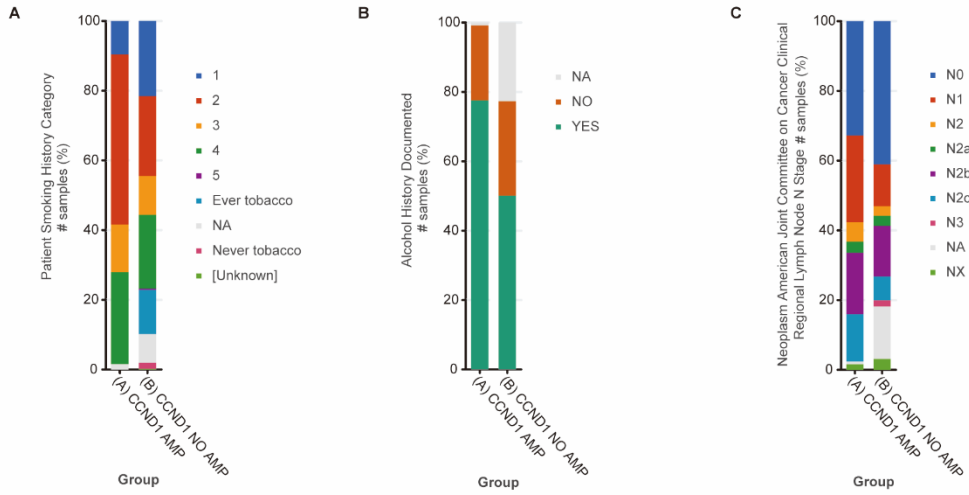 A
Patient Smoking History Category
# samples (%)
100
80
60
40
20
0
(A) CCND1 AMP
(B) CCND1 NO AMP
Group
1
2
3
4
5
Ever tobacco
NA
Never tobacco
[Unknown]
B
Alcohol History Documented
# samples (%)
100
80
60
40
20
0
(A) CCND1 AMP
(B) CCND1 NO AMP
Group
NA
NO
YES
C
Neoplasm American Joint Committee on Cancer Clinical
Regional Lymph Node N Stage # samples (%)
100
80
60
40
20
0
(A) CCND1 AMP
(B) CCND1 NO AMP
Group
N0
N1
N2
N2a
N2b
N2c
N3
NA
NX